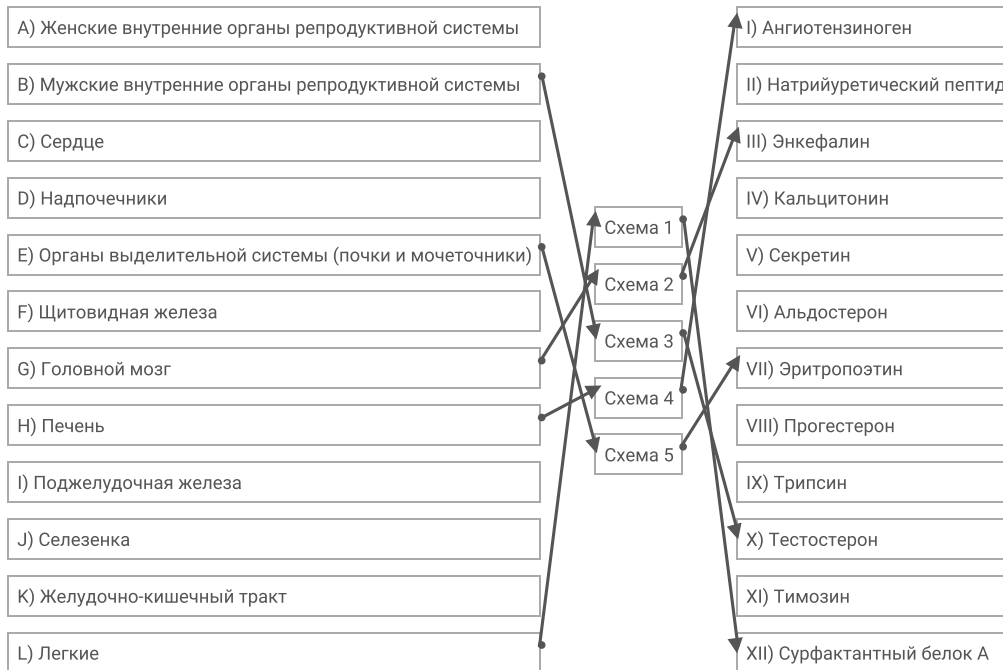 A) Женские внутренние органы репродуктивной системы
B) Мужские внутренние органы репродуктивной системы
C) Сердце
D) Надпочечники
E) Органы выделительной системы (почки и мочеточники)
F) Щитовидная железа
G) Головной мозг
H) Печень
I) Поджелудочная железа
J) Селезенка
K) Желудочно-кишечный тракт
L) Легкие
Схема 1
Схема 2
Схема 3
Схема 4
Схема 5
I) Ангиотензиноген
II) Натрийуретический пептид
III) Энкефалин
IV) Кальцитонин
V) Секретин
VI) Альдостерон
VII) Эритропоэтин
VIII) Прогестерон
IX) Трипсин
X) Тестостерон
XI) Тимозин
XII) Сурфактантный белок А